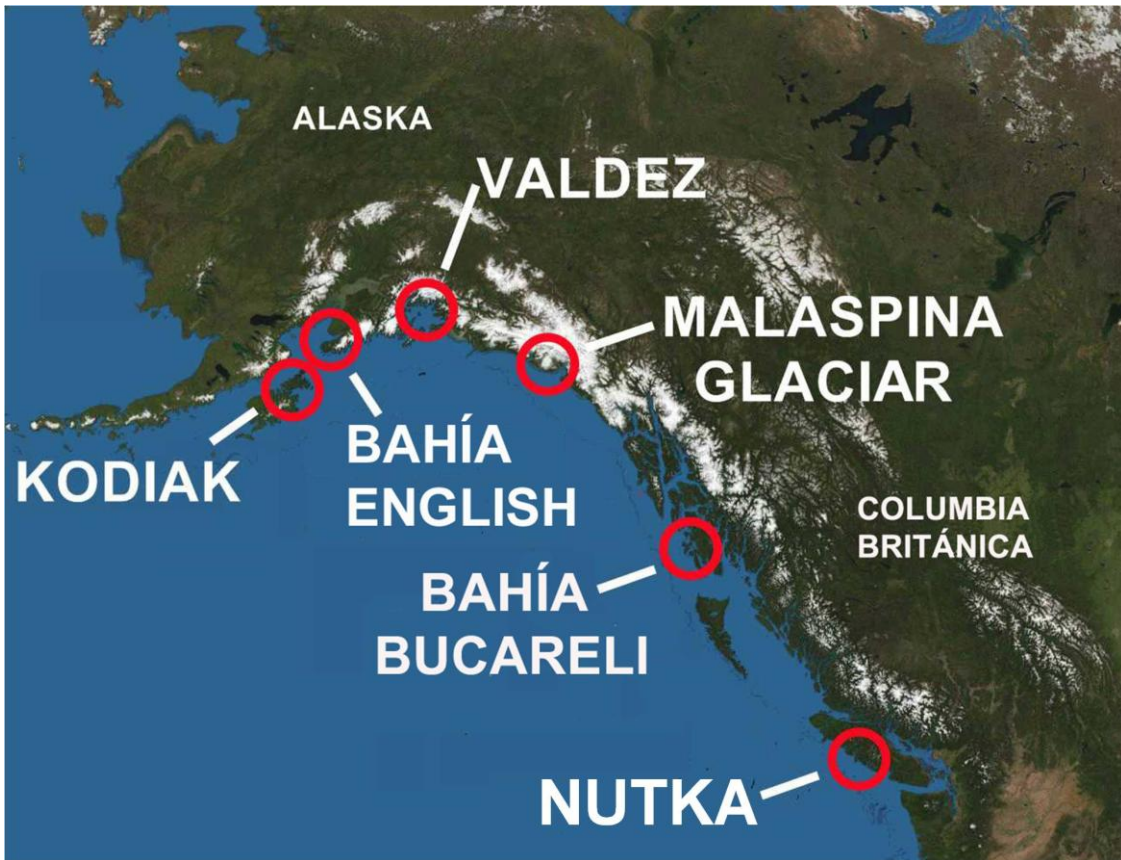 ALASKA
VALDEZ
MALASPINA
GLACIAR
BAHÍA
ENGLISH
KODIAK
COLUMBIA
BRITÁNICA
BAHÍA
BUCARELI
NUTKA